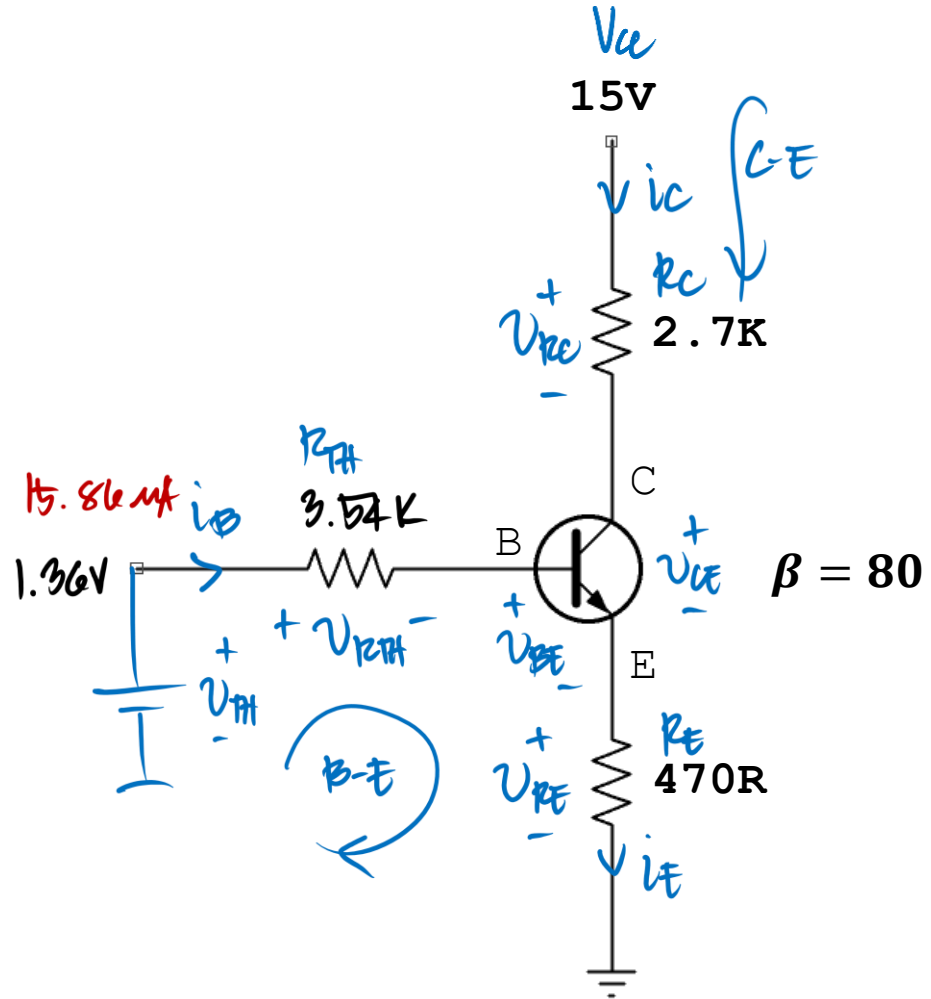 Vcc
15V
C-E
iC
RC
+
2.7K
VRC
-
RTH
15.86 uA
iB
3.54K
C
B
+
1.36V
VCE
β = 80
-
+ VRTH -
+
VBE
-
E
+
VTH
-
RE
+
B-E
470R
VRE
-
iE